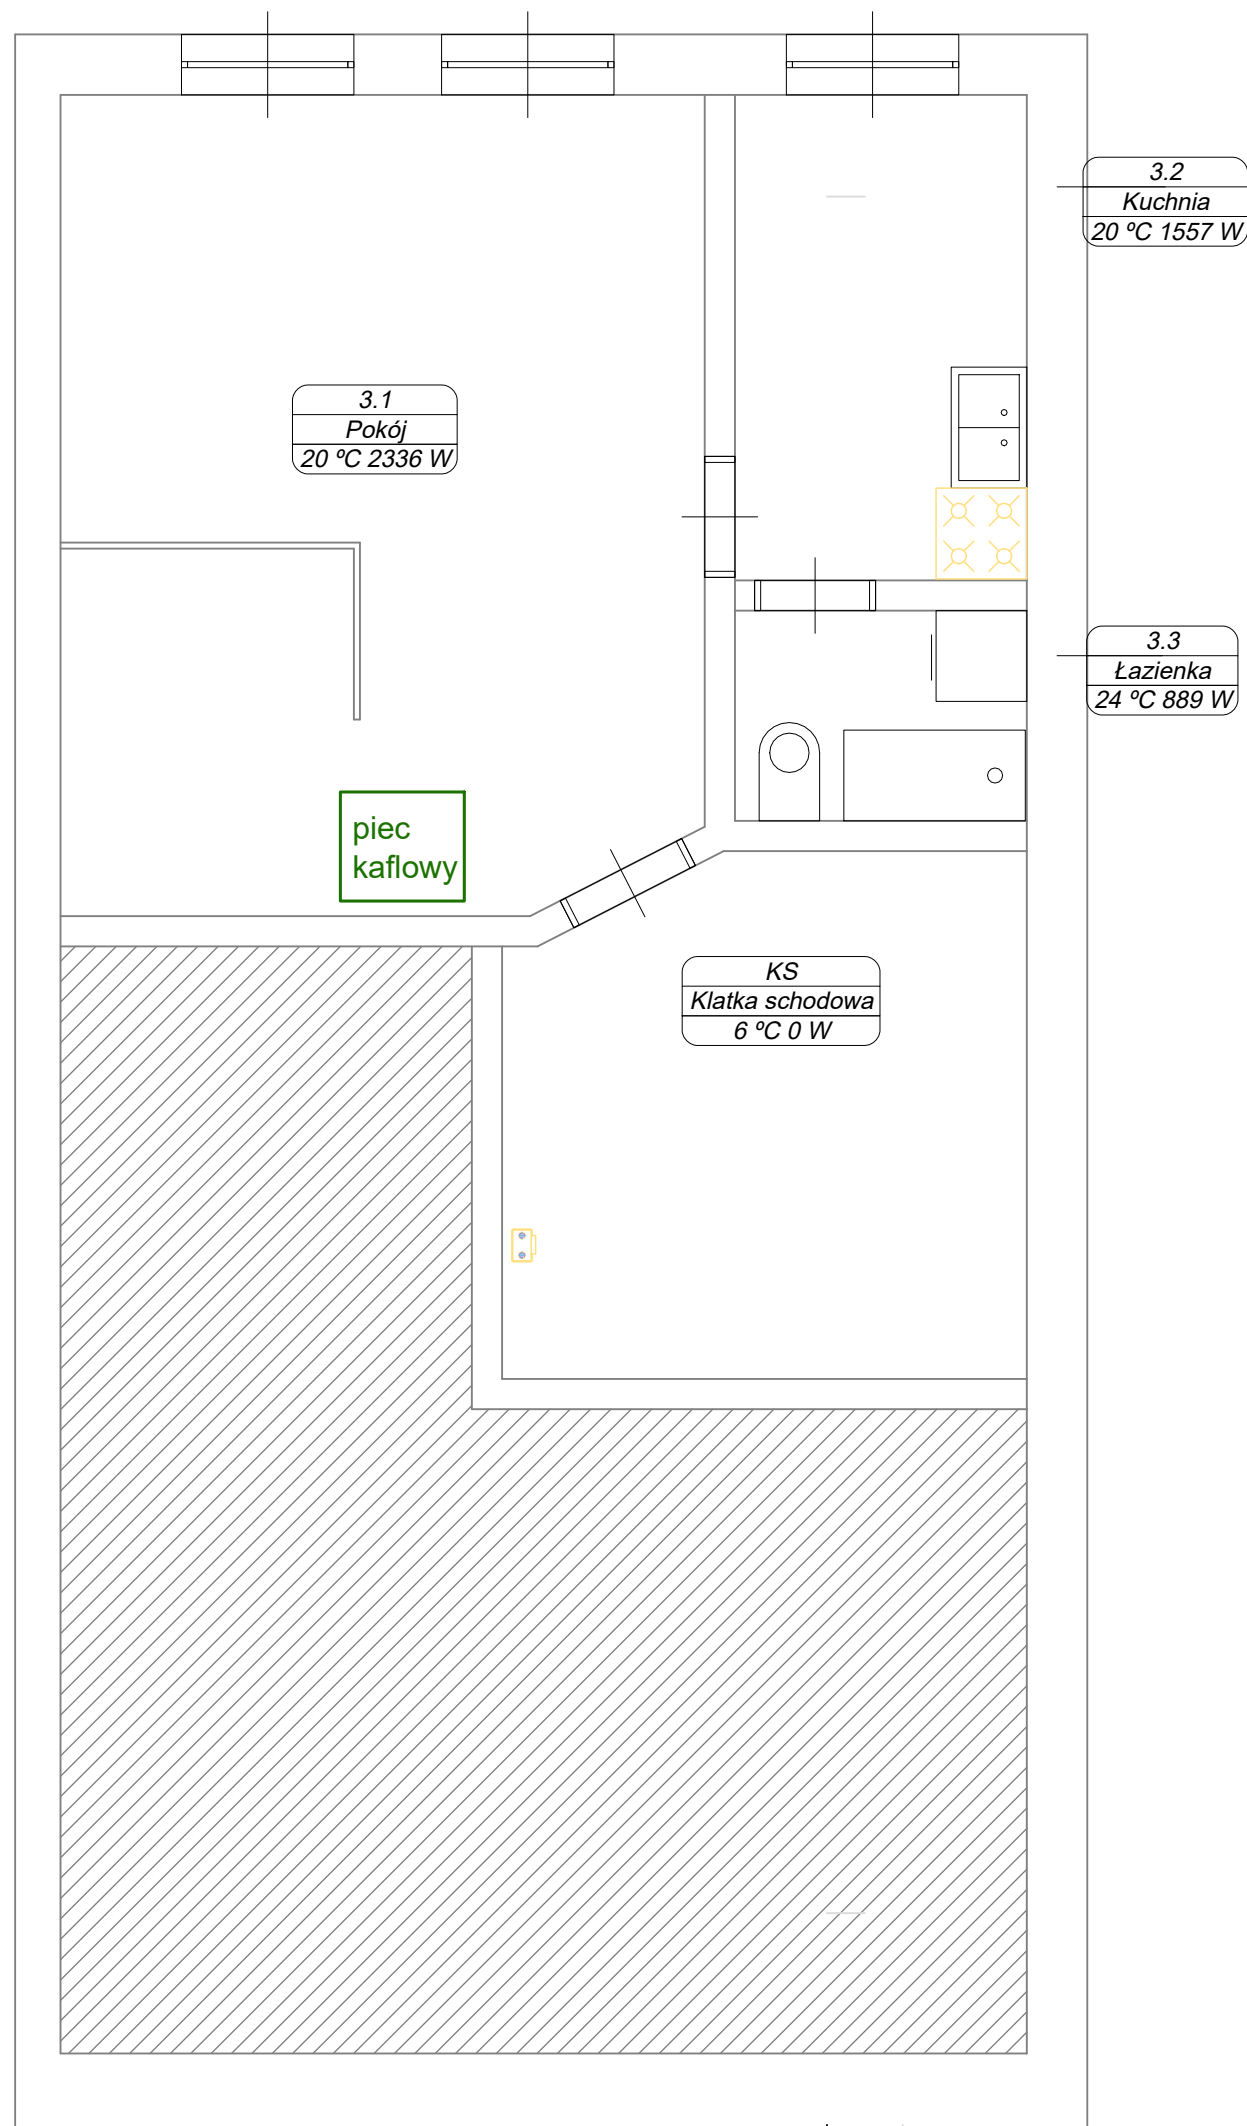 3.2
Kuchnia
20 ºC 1557 W
3.1
Pokój
20 ºC 2336 W
3.3
Łazienka
24 ºC 889 W
piec
kaflowy
KS
Klatka schodowa
6 ºC 0 W